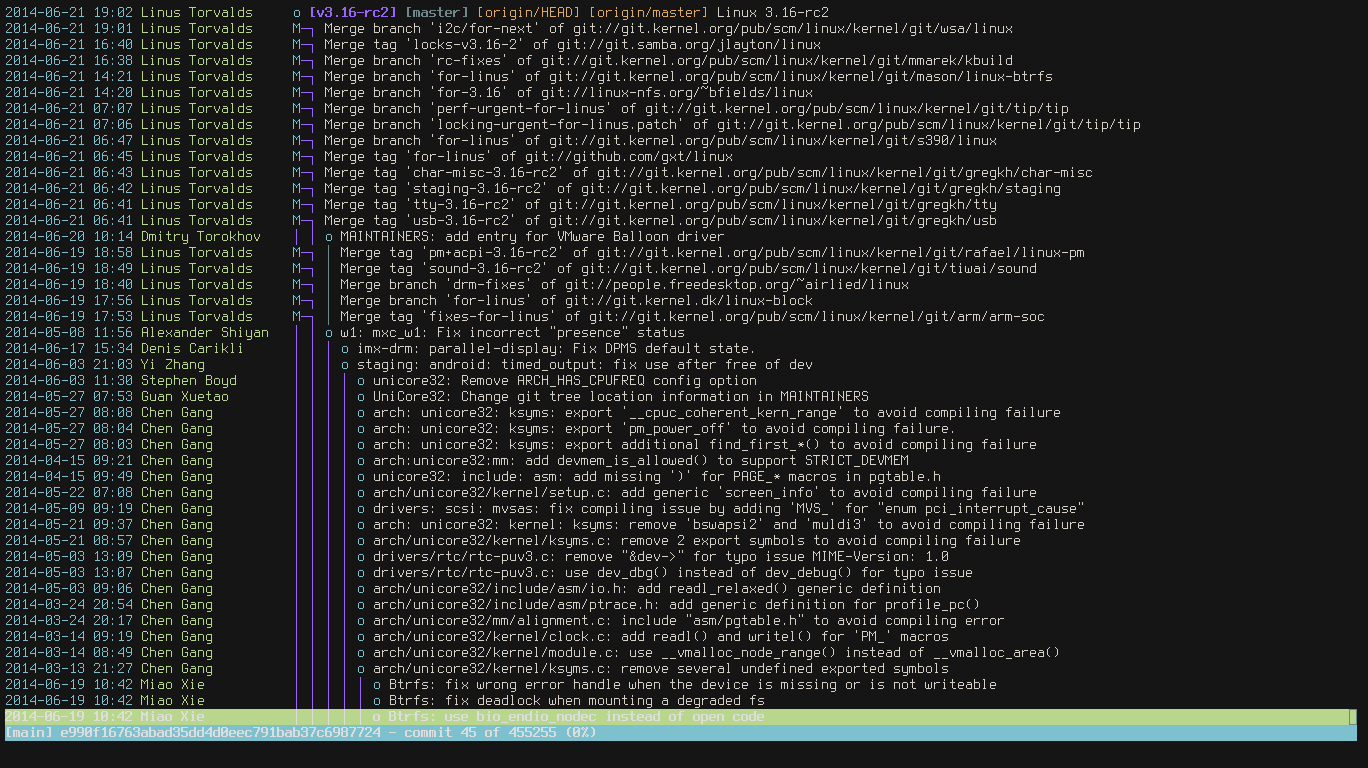 2014-06-21 19:02 Linus Torvalds o [v3.16-rc2] [master] [origin/HEAD] [origin/master] Linux 3.16-rc2
2014-06-21 19:01 Linus Torvalds M─┐ Merge branch 'i2c/for-next' of git://git.kernel.org/pub/scm/linux/kernel/git/wsa/linux
2014-06-21 16:40 Linus Torvalds M─┐ Merge tag 'locks-v3.16-2' of git://git.samba.org/jlayton/linux
2014-06-21 16:38 Linus Torvalds M─┐ Merge branch 'rc-fixes' of git://git.kernel.org/pub/scm/linux/kernel/git/mmarek/kbuild
2014-06-21 14:21 Linus Torvalds M─┐ Merge branch 'for-linus' of git://git.kernel.org/pub/scm/linux/kernel/git/mason/linux-btrfs
2014-06-21 14:20 Linus Torvalds M─┐ Merge branch 'for-3.16' of git://linux-nfs.org/~bfields/linux
2014-06-21 07:07 Linus Torvalds M─┐ Merge branch 'perf-urgent-for-linus' of git://git.kernel.org/pub/scm/linux/kernel/git/tip/tip
2014-06-21 07:06 Linus Torvalds M─┐ Merge branch 'locking-urgent-for-linus.patch' of git://git.kernel.org/pub/scm/linux/kernel/git/tip/tip
2014-06-21 06:47 Linus Torvalds M─┐ Merge branch 'for-linus' of git://git.kernel.org/pub/scm/linux/kernel/git/s390/linux
2014-06-21 06:45 Linus Torvalds M─┐ Merge tag 'for-linus' of git://github.com/gxt/linux
2014-06-21 06:43 Linus Torvalds M─┐ Merge tag 'char-misc-3.16-rc2' of git://git.kernel.org/pub/scm/linux/kernel/git/gregkh/char-misc
2014-06-21 06:42 Linus Torvalds M─┐ Merge tag 'staging-3.16-rc2' of git://git.kernel.org/pub/scm/linux/kernel/git/gregkh/staging
2014-06-21 06:41 Linus Torvalds M─┐ Merge tag 'tty-3.16-rc2' of git://git.kernel.org/pub/scm/linux/kernel/git/gregkh/tty
2014-06-21 06:41 Linus Torvalds M─┐ Merge tag 'usb-3.16-rc2' of git://git.kernel.org/pub/scm/linux/kernel/git/gregkh/usb
2014-06-20 10:14 Dmitry Torokhov │ │ o MAINTAINERS: add entry for VMware Balloon driver
2014-06-19 18:58 Linus Torvalds M─┐ │ Merge tag 'pm+acpi-3.16-rc2' of git://git.kernel.org/pub/scm/linux/kernel/git/rafael/linux-pm
2014-06-19 18:49 Linus Torvalds M─┐ │ Merge tag 'sound-3.16-rc2' of git://git.kernel.org/pub/scm/linux/kernel/git/tiwai/sound
2014-06-19 18:40 Linus Torvalds M─┐ │ Merge branch 'drm-fixes' of git://people.freedesktop.org/~airlied/linux
2014-06-19 17:56 Linus Torvalds M─┐ │ Merge branch 'for-linus' of git://git.kernel.dk/linux-block
2014-06-19 17:53 Linus Torvalds M─┐ │ Merge tag 'fixes-for-linus' of git://git.kernel.org/pub/scm/linux/kernel/git/arm/arm-soc
2014-05-08 11:56 Alexander Shiyan │ │ o w1: mxc_w1: Fix incorrect "presence" status
2014-06-17 15:34 Denis Carikli │ │ │ o imx-drm: parallel-display: Fix DPMS default state.
2014-06-03 21:03 Yi Zhang │ │ │ o staging: android: timed_output: fix use after free of dev
2014-06-03 11:30 Stephen Boyd │ │ │ │ o unicore32: Remove ARCH_HAS_CPUFREQ config option
2014-05-27 07:53 Guan Xuetao │ │ │ │ o UniCore32: Change git tree location information in MAINTAINERS
2014-05-27 08:08 Chen Gang │ │ │ │ o arch: unicore32: ksyms: export '__cpuc_coherent_kern_range' to avoid compiling failure
2014-05-27 08:04 Chen Gang │ │ │ │ o arch: unicore32: ksyms: export 'pm_power_off' to avoid compiling failure.
2014-05-27 08:03 Chen Gang │ │ │ │ o arch: unicore32: ksyms: export additional find_first_*() to avoid compiling failure
2014-04-15 09:21 Chen Gang │ │ │ │ o arch:unicore32:mm: add devmem_is_allowed() to support STRICT_DEVMEM
2014-04-15 09:49 Chen Gang │ │ │ │ o unicore32: include: asm: add missing ')' for PAGE_* macros in pgtable.h
2014-05-22 07:08 Chen Gang │ │ │ │ o arch/unicore32/kernel/setup.c: add generic 'screen_info' to avoid compiling failure
2014-05-09 09:19 Chen Gang │ │ │ │ o drivers: scsi: mvsas: fix compiling issue by adding 'MVS_' for "enum pci_interrupt_cause"
2014-05-21 09:37 Chen Gang │ │ │ │ o arch: unicore32: kernel: ksyms: remove 'bswapsi2' and 'muldi3' to avoid compiling failure
2014-05-21 08:57 Chen Gang │ │ │ │ o arch/unicore32/kernel/ksyms.c: remove 2 export symbols to avoid compiling failure
2014-05-03 13:09 Chen Gang │ │ │ │ o drivers/rtc/rtc-puv3.c: remove "&dev->" for typo issue MIME-Version: 1.0
2014-05-03 13:07 Chen Gang │ │ │ │ o drivers/rtc/rtc-puv3.c: use dev_dbg() instead of dev_debug() for typo issue
2014-05-03 09:06 Chen Gang │ │ │ │ o arch/unicore32/include/asm/io.h: add readl_relaxed() generic definition
2014-03-24 20:54 Chen Gang │ │ │ │ o arch/unicore32/include/asm/ptrace.h: add generic definition for profile_pc()
2014-03-24 20:17 Chen Gang │ │ │ │ o arch/unicore32/mm/alignment.c: include "asm/pgtable.h" to avoid compiling error
2014-03-14 09:19 Chen Gang │ │ │ │ o arch/unicore32/kernel/clock.c: add readl() and writel() for 'PM_' macros
2014-03-14 08:49 Chen Gang │ │ │ │ o arch/unicore32/kernel/module.c: use __vmalloc_node_range() instead of __vmalloc_area()
2014-03-13 21:27 Chen Gang │ │ │ │ o arch/unicore32/kernel/ksyms.c: remove several undefined exported symbols
2014-06-19 10:42 Miao Xie │ │ │ │ │ o Btrfs: fix wrong error handle when the device is missing or is not writeable
2014-06-19 10:42 Miao Xie │ │ │ │ │ o Btrfs: fix deadlock when mounting a degraded fs
2014-06-19 10:42 Miao Xie │ │ │ │ │ o Btrfs: use bio_endio_nodec instead of open code
[main] e990f16763abad35dd4d0eec791bab37c6987724 - commit 45 of 455255 (0%)